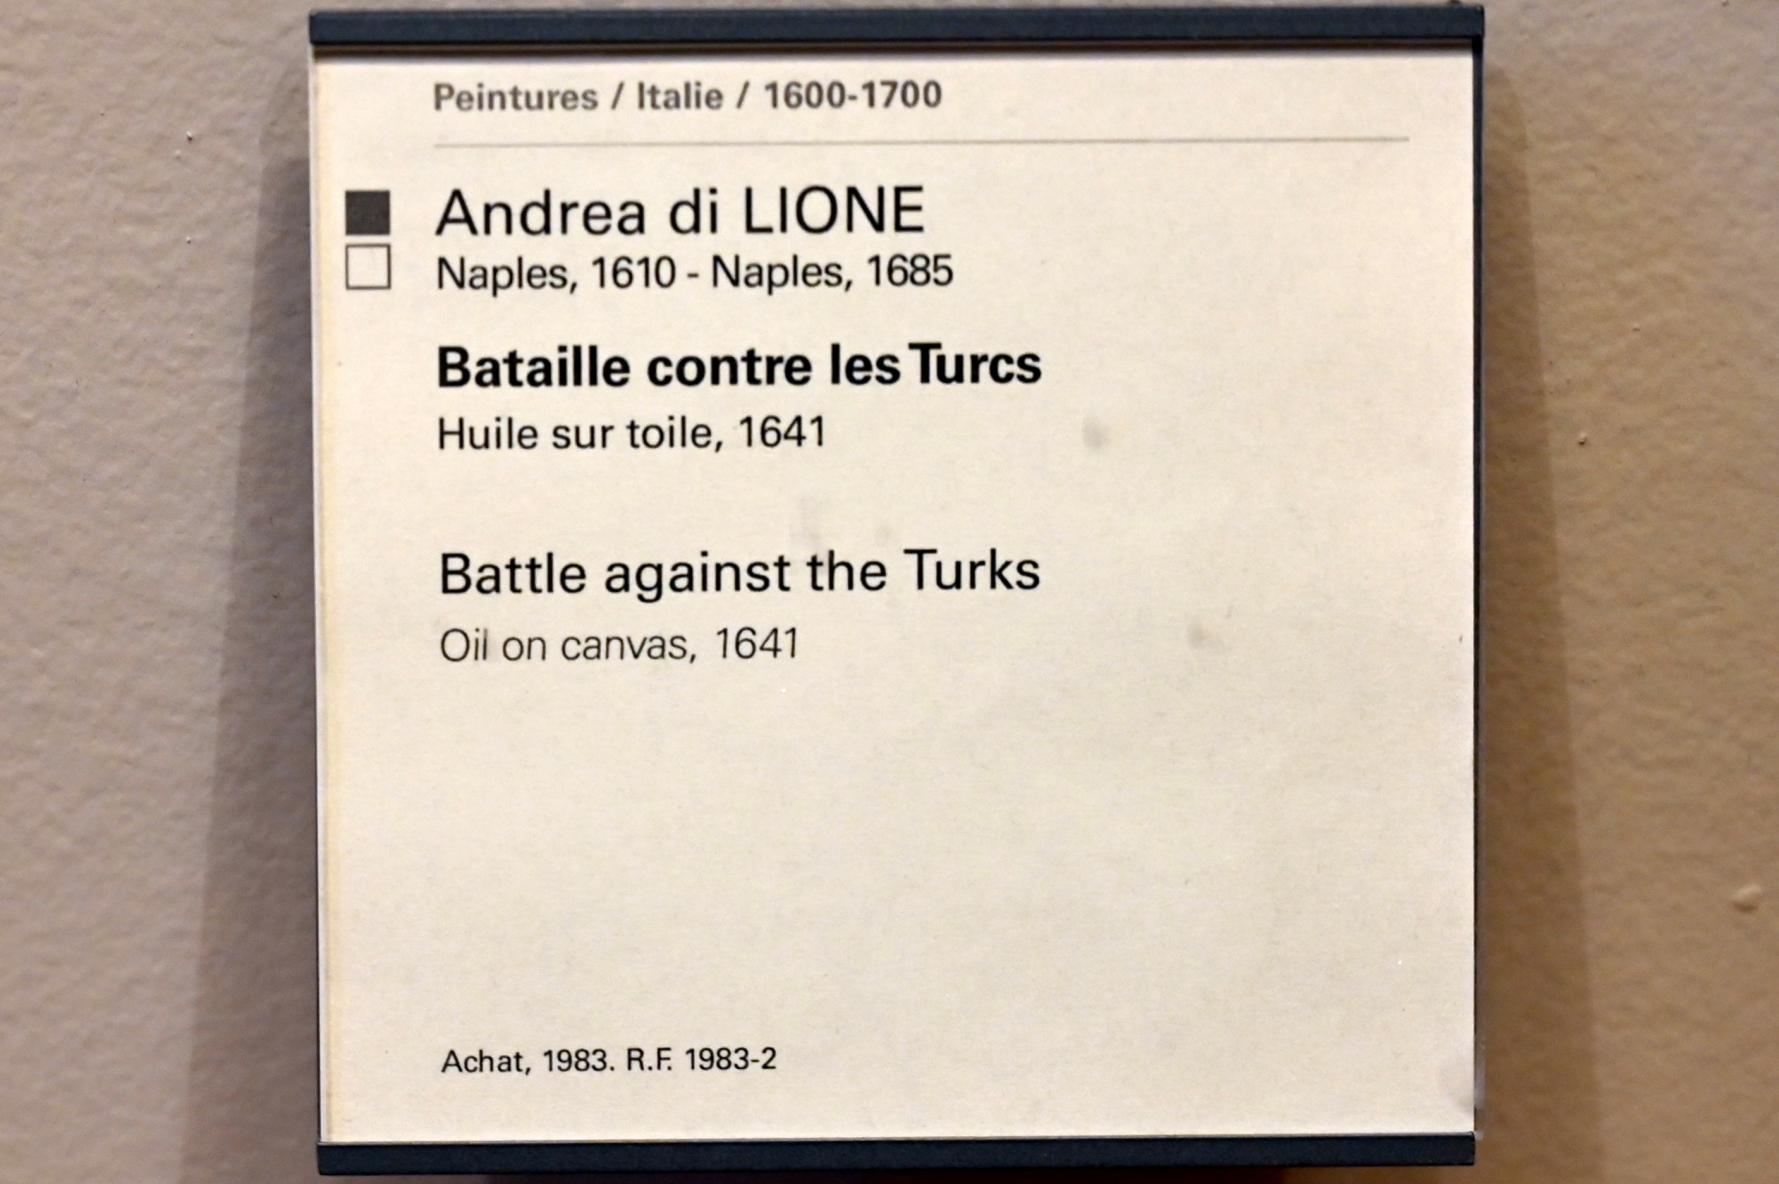 Peintures / Italie / 1600-1700
Andrea di LIONE
Naples, 1610 - Naples, 1685
Bataille contre les Turcs
Huile sur toile, 1641
Battle against the Turks
Oil on canvas, 1641
Achat, 1983. R.F. 1983-2